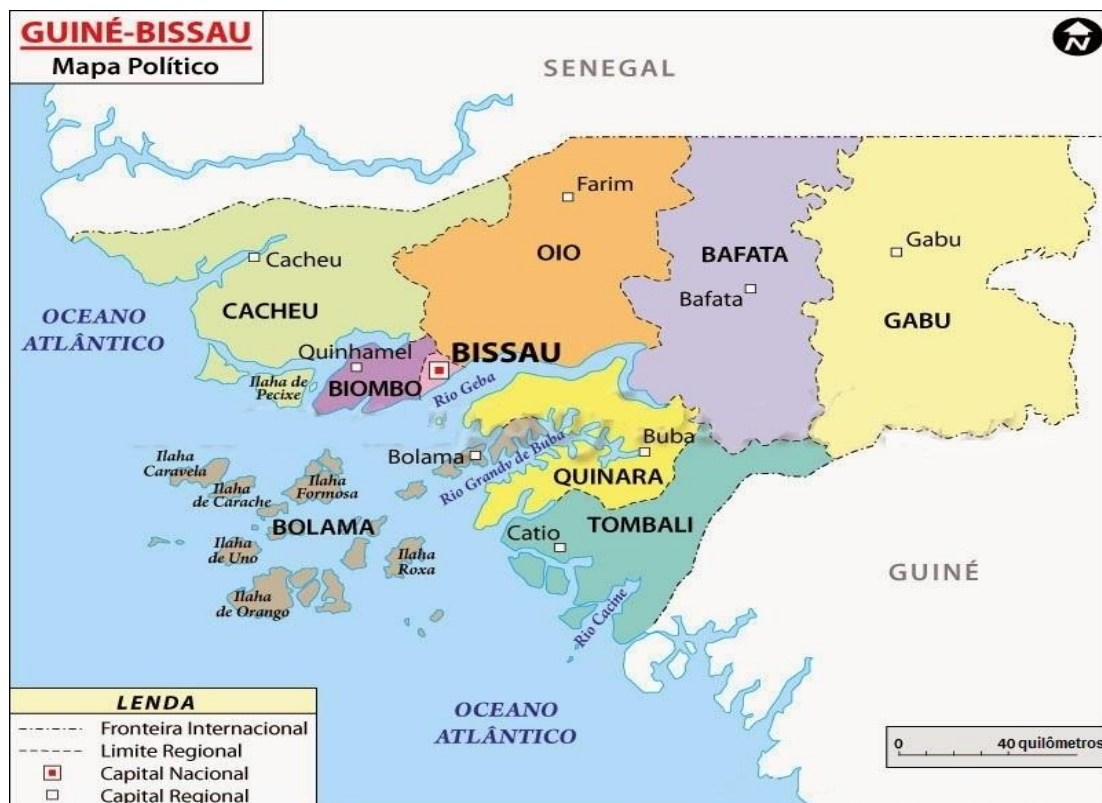 GUINÉ-BISSAU
Mapa Político
N
SENEGAL
Farim
OIO
BAFATA
Bafata
Gabu
GABU
Cacheu
CACHEU
OCEANO
ATLÂNTICO
Quinhamel
BISSAU
BIOMBO
Rio Geba
Ilaha de
Pecixe
Bolama
Rio Grandv de Buba
Buba
QUINARA
Ilaha
Caravela
Ilaha
de Carache
Ilaha
Formosa
BOLAMA
Ilaha
de Uno
Ilaha
Roxa
Ilaha
de Orango
TOMBALI
Catio
Rio Cacine
GUINÉ
OCEANO
ATLÂNTICO
LENDA
Fronteira Internacional
Limite Regional
Capital Nacional
Capital Regional
0 40 quilômetros